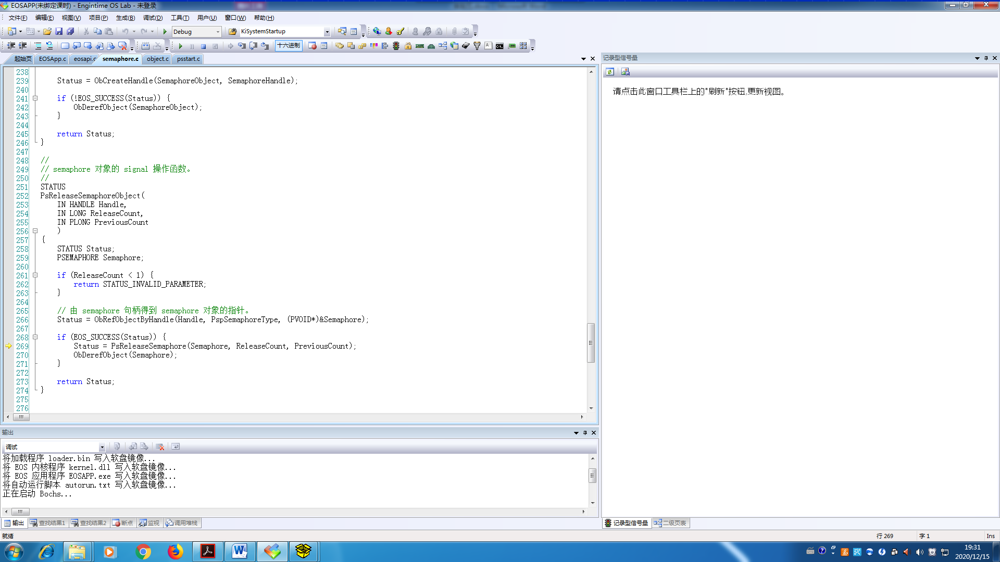 EOSAPP(未绑定课时) - Engintime OS Lab - 未登录
文件(F) 编辑(E) 视图(V) 项目(P) 生成(B) 调试(D) 工具(T) 用户(U) 窗口(W) 帮助(H)
Debug KiSystemStartup
十六进制
起始页 EOSApp.c eosapi.c semaphore.c object.c psstart.c
238
239 Status = ObCreateHandle(SemaphoreObject, SemaphoreHandle);
240
241 if (!EOS_SUCCESS(Status)) {
242 ObDerefObject(SemaphoreObject);
243 }
244
245 return Status;
246 }
247
248 //
249 // semaphore 对象的 signal 操作函数。
250 //
251 STATUS
252 PsReleaseSemaphoreObject(
253 IN HANDLE Handle,
254 IN LONG ReleaseCount,
255 IN PLONG PreviousCount
256 )
257 {
258 STATUS Status;
259 PSEMAPHORE Semaphore;
260
261 if (ReleaseCount < 1) {
262 return STATUS_INVALID_PARAMETER;
263 }
264
265 // 由 semaphore 句柄得到 semaphore 对象的指针。
266 Status = ObRefObjectByHandle(Handle, PspSemaphoreType, (PVOID*)&Semaphore);
267
268 if (EOS_SUCCESS(Status)) {
269 Status = PsReleaseSemaphore(Semaphore, ReleaseCount, PreviousCount);
270 ObDerefObject(Semaphore);
271 }
272
273 return Status;
274 }
275
276
记录型信号量
请点击此窗口工具栏上的"刷新"按钮,更新视图。
输出
调试
将加载程序 loader.bin 写入软盘镜像...
将 EOS 内核程序 kernel.dll 写入软盘镜像...
将 EOS 应用程序 EOSAPP.exe 写入软盘镜像...
将自动运行脚本 autorun.txt 写入软盘镜像...
正在启动 Bochs...
输出 查找结果1 查找结果2 断点 监视 调用堆栈
记录型信号量 二级页表
就绪 行 269 字 1 Ins
19:31
2020/12/15